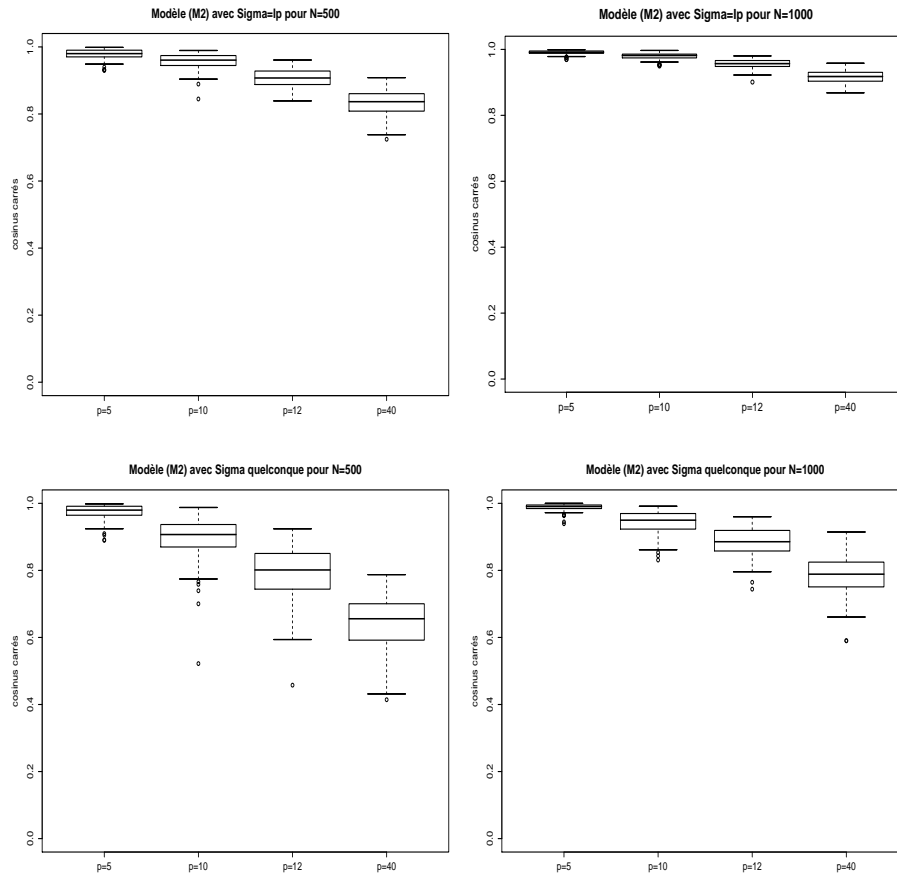 Modèle (M2) avec Sigma=Ip pour N=500
cosinus carrés
1.0
0.8
0.6
0.4
0.2
0.0
p=5 p=10 p=12 p=40
Modèle (M2) avec Sigma=Ip pour N=1000
cosinus carrés
1.0
0.8
0.6
0.4
0.2
0.0
p=5 p=10 p=12 p=40
Modèle (M2) avec Sigma quelconque pour N=500
cosinus carrés
1.0
0.8
0.6
0.4
0.2
0.0
p=5 p=10 p=12 p=40
Modèle (M2) avec Sigma quelconque pour N=1000
cosinus carrés
1.0
0.8
0.6
0.4
0.2
0.0
p=5 p=10 p=12 p=40